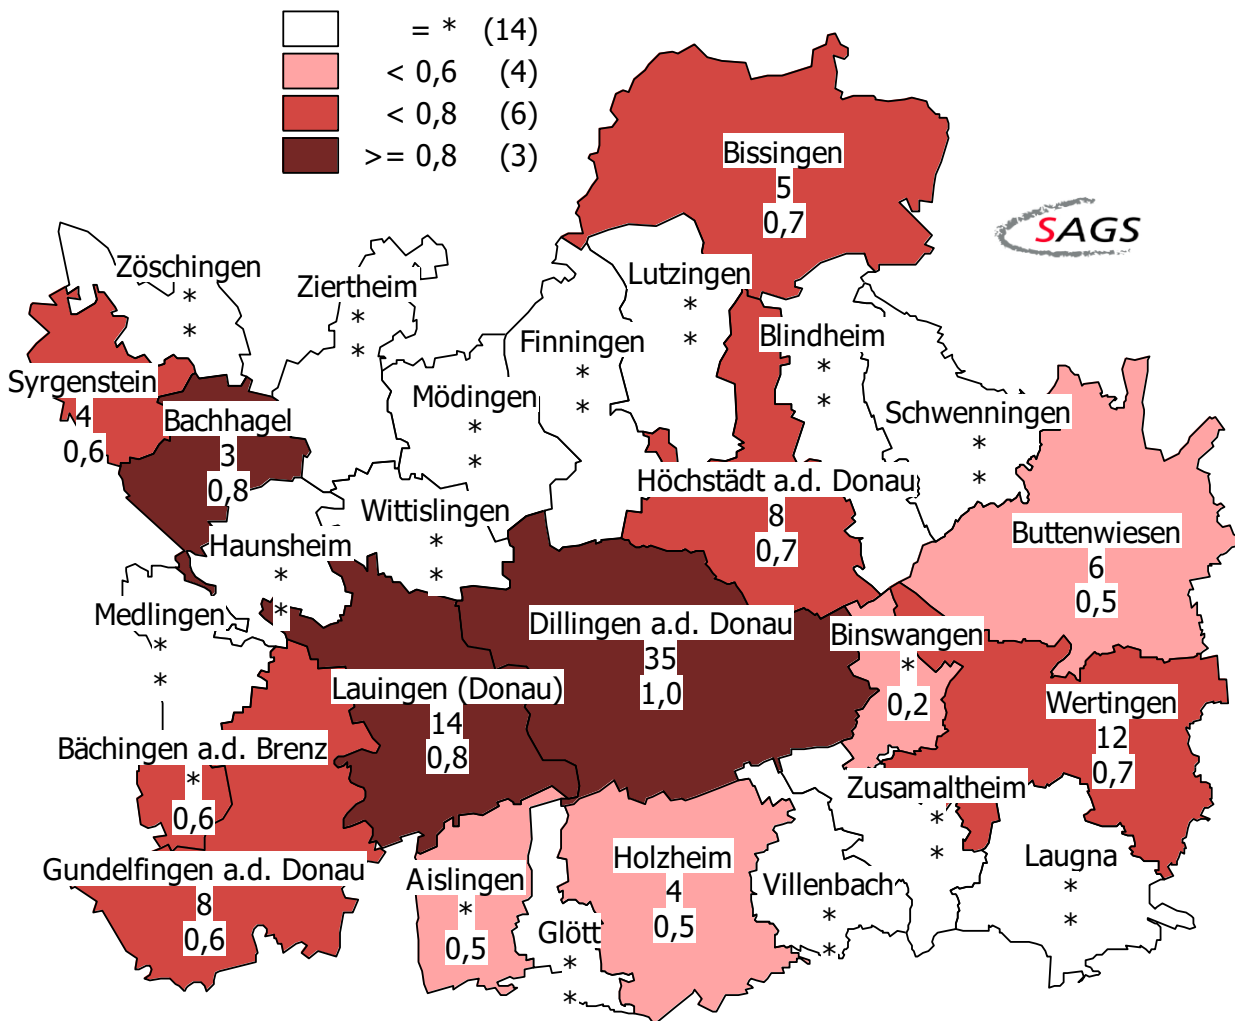 = * (14)
< 0,6 (4)
< 0,8 (6)
>= 0,8 (3)
Bissingen
5
0,7
SAGS
Zöschingen
*
*
Ziertheim
*
*
Lutzingen
*
*
Finningen
*
*
Blindheim
*
*
Syrgenstein
4
0,6
Mödingen
*
*
Bachhagel
3
0,8
Schwenningen
*
*
Höchstädt a.d. Donau
8
0,7
Wittislingen
*
*
Haunsheim
*
*
Buttenwiesen
6
0,5
Medlingen
*
*
Dillingen a.d. Donau
35
1,0
Binswangen
*
0,2
Lauingen (Donau)
14
0,8
Wertingen
12
0,7
Bächingen a.d. Brenz
*
0,6
Zusamaltheim
*
*
Gundelfingen a.d. Donau
8
0,6
Aislingen
*
0,5
Holzheim
4
0,5
Villenbach
*
*
Laugna
*
*
Glött
*
*